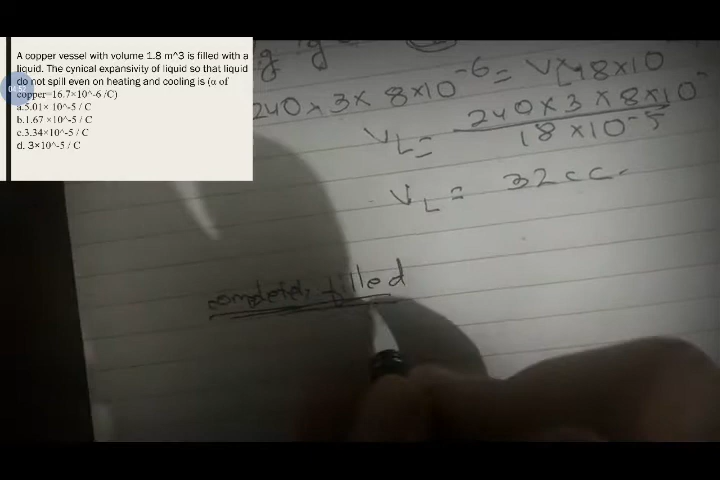 A copper vessel with volume 1.8 m^3 is filled with a
liquid. The cynical expansivity of liquid so that liquid
do not spill even on heating and cooling is (α of
copper=16.7×10^-6 /C)
a.5.01× 10^-5 / C
b.1.67 ×10^-5 / C
c.3.34×10^-5 / C
d. 3×10^-5 / C
04:52
240 × 3 × 8×10^-6 = V × 18×10
V_L = 240 × 3 × 8×10^- / 18 ×10^-5
V_L = 32 cc.
completely filled